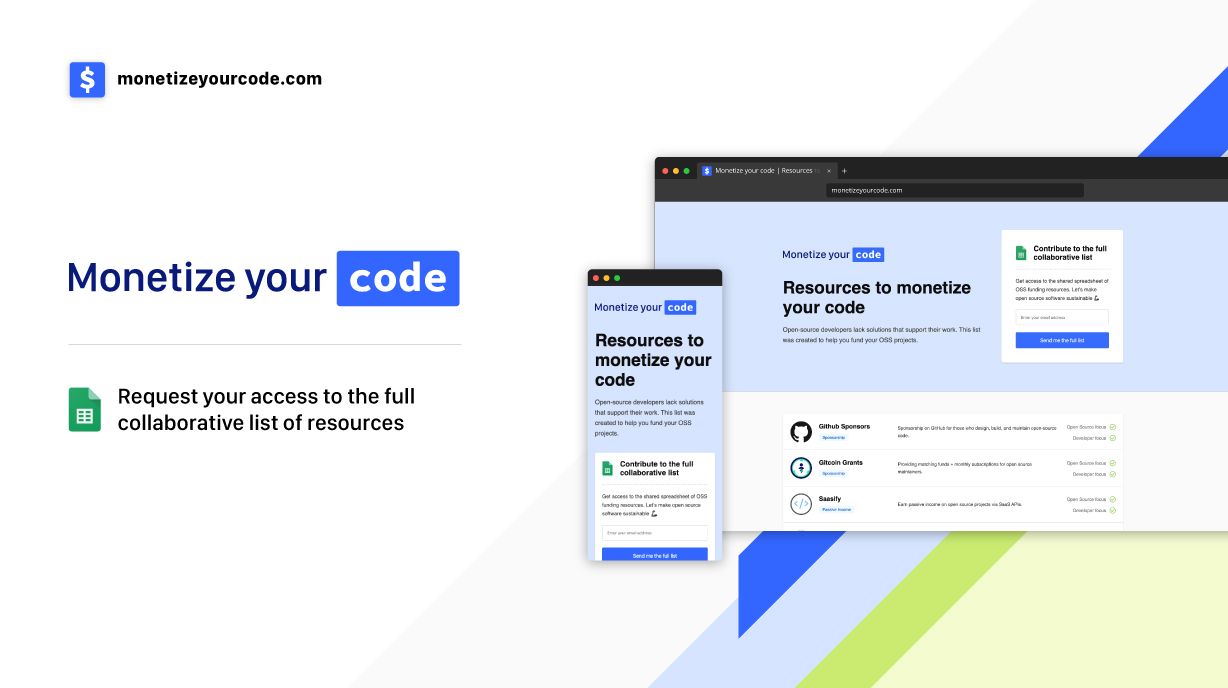 $ monetizeyourcode.com
Monetize your code
Request your access to the full
collaborative list of resources
$ Monetize your code | Resources
monetizeyourcode.com
Monetize your code
Resources to monetize
your code
Open-source developers lack solutions that support their work. This list
was created to help you fund your OSS projects.
Contribute to the full
collaborative list
Get access to the shared spreadsheet of
OSS funding resources. Let's make
open source software sustainable 💪
Enter your email address
Send me the full list
Github Sponsors
Sponsorship
Sponsorship on GitHub for those who design, build, and maintain open-source
code.
Open Source focus
Developer focus
Gitcoin Grants
Sponsorship
Providing matching funds + monthly subscriptions for open source
maintainers.
Open Source focus
Developer focus
Saasify
Passive Income
Earn passive income on open source projects via SaaS APIs.
Open Source focus
Developer focus
Monetize your code
Resources to
monetize your
code
Open-source developers lack solutions
that support their work. This list was
created to help you fund your OSS
projects.
Contribute to the full
collaborative list
Get access to the shared spreadsheet of OSS
funding resources. Let's make open source
software sustainable 💪
Enter your email address
Send me the full list